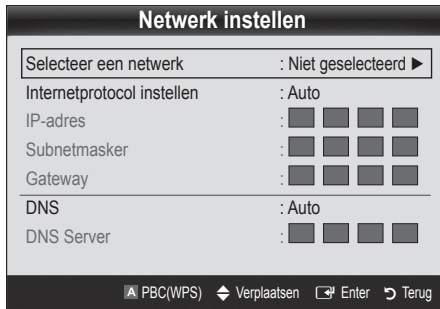 Netwerk instellen
Selecteer een netwerk : Niet geselecteerd ▶
Internetprotocol instellen : Auto
IP-adres :
Subnetmasker :
Gateway :
DNS : Auto
DNS Server :
A PBC(WPS) Verplaatsen Enter Terug